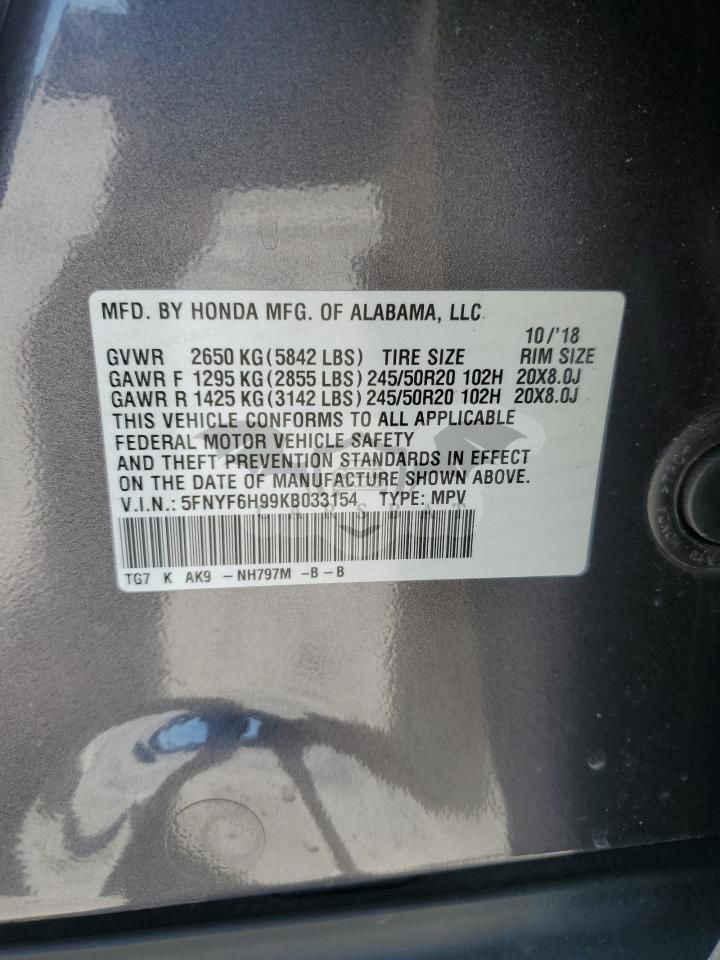 MFD. BY HONDA MFG. OF ALABAMA, LLC.
10/'18
GVWR 2650 KG(5842 LBS) TIRE SIZE RIM SIZE
GAWR F 1295 KG(2855 LBS)245/50R20 102H 20X8.0J
GAWR R 1425 KG(3142 LBS)245/50R20 102H 20X8.0J
THIS VEHICLE CONFORMS TO ALL APPLICABLE
FEDERAL MOTOR VEHICLE SAFETY
AND THEFT PREVENTION STANDARDS IN EFFECT
ON THE DATE OF MANUFACTURE SHOWN ABOVE.
V.I.N.: 5FNYF6H99KB033154 TYPE: MPV
TG7 K AK9 -NH797M -B -B